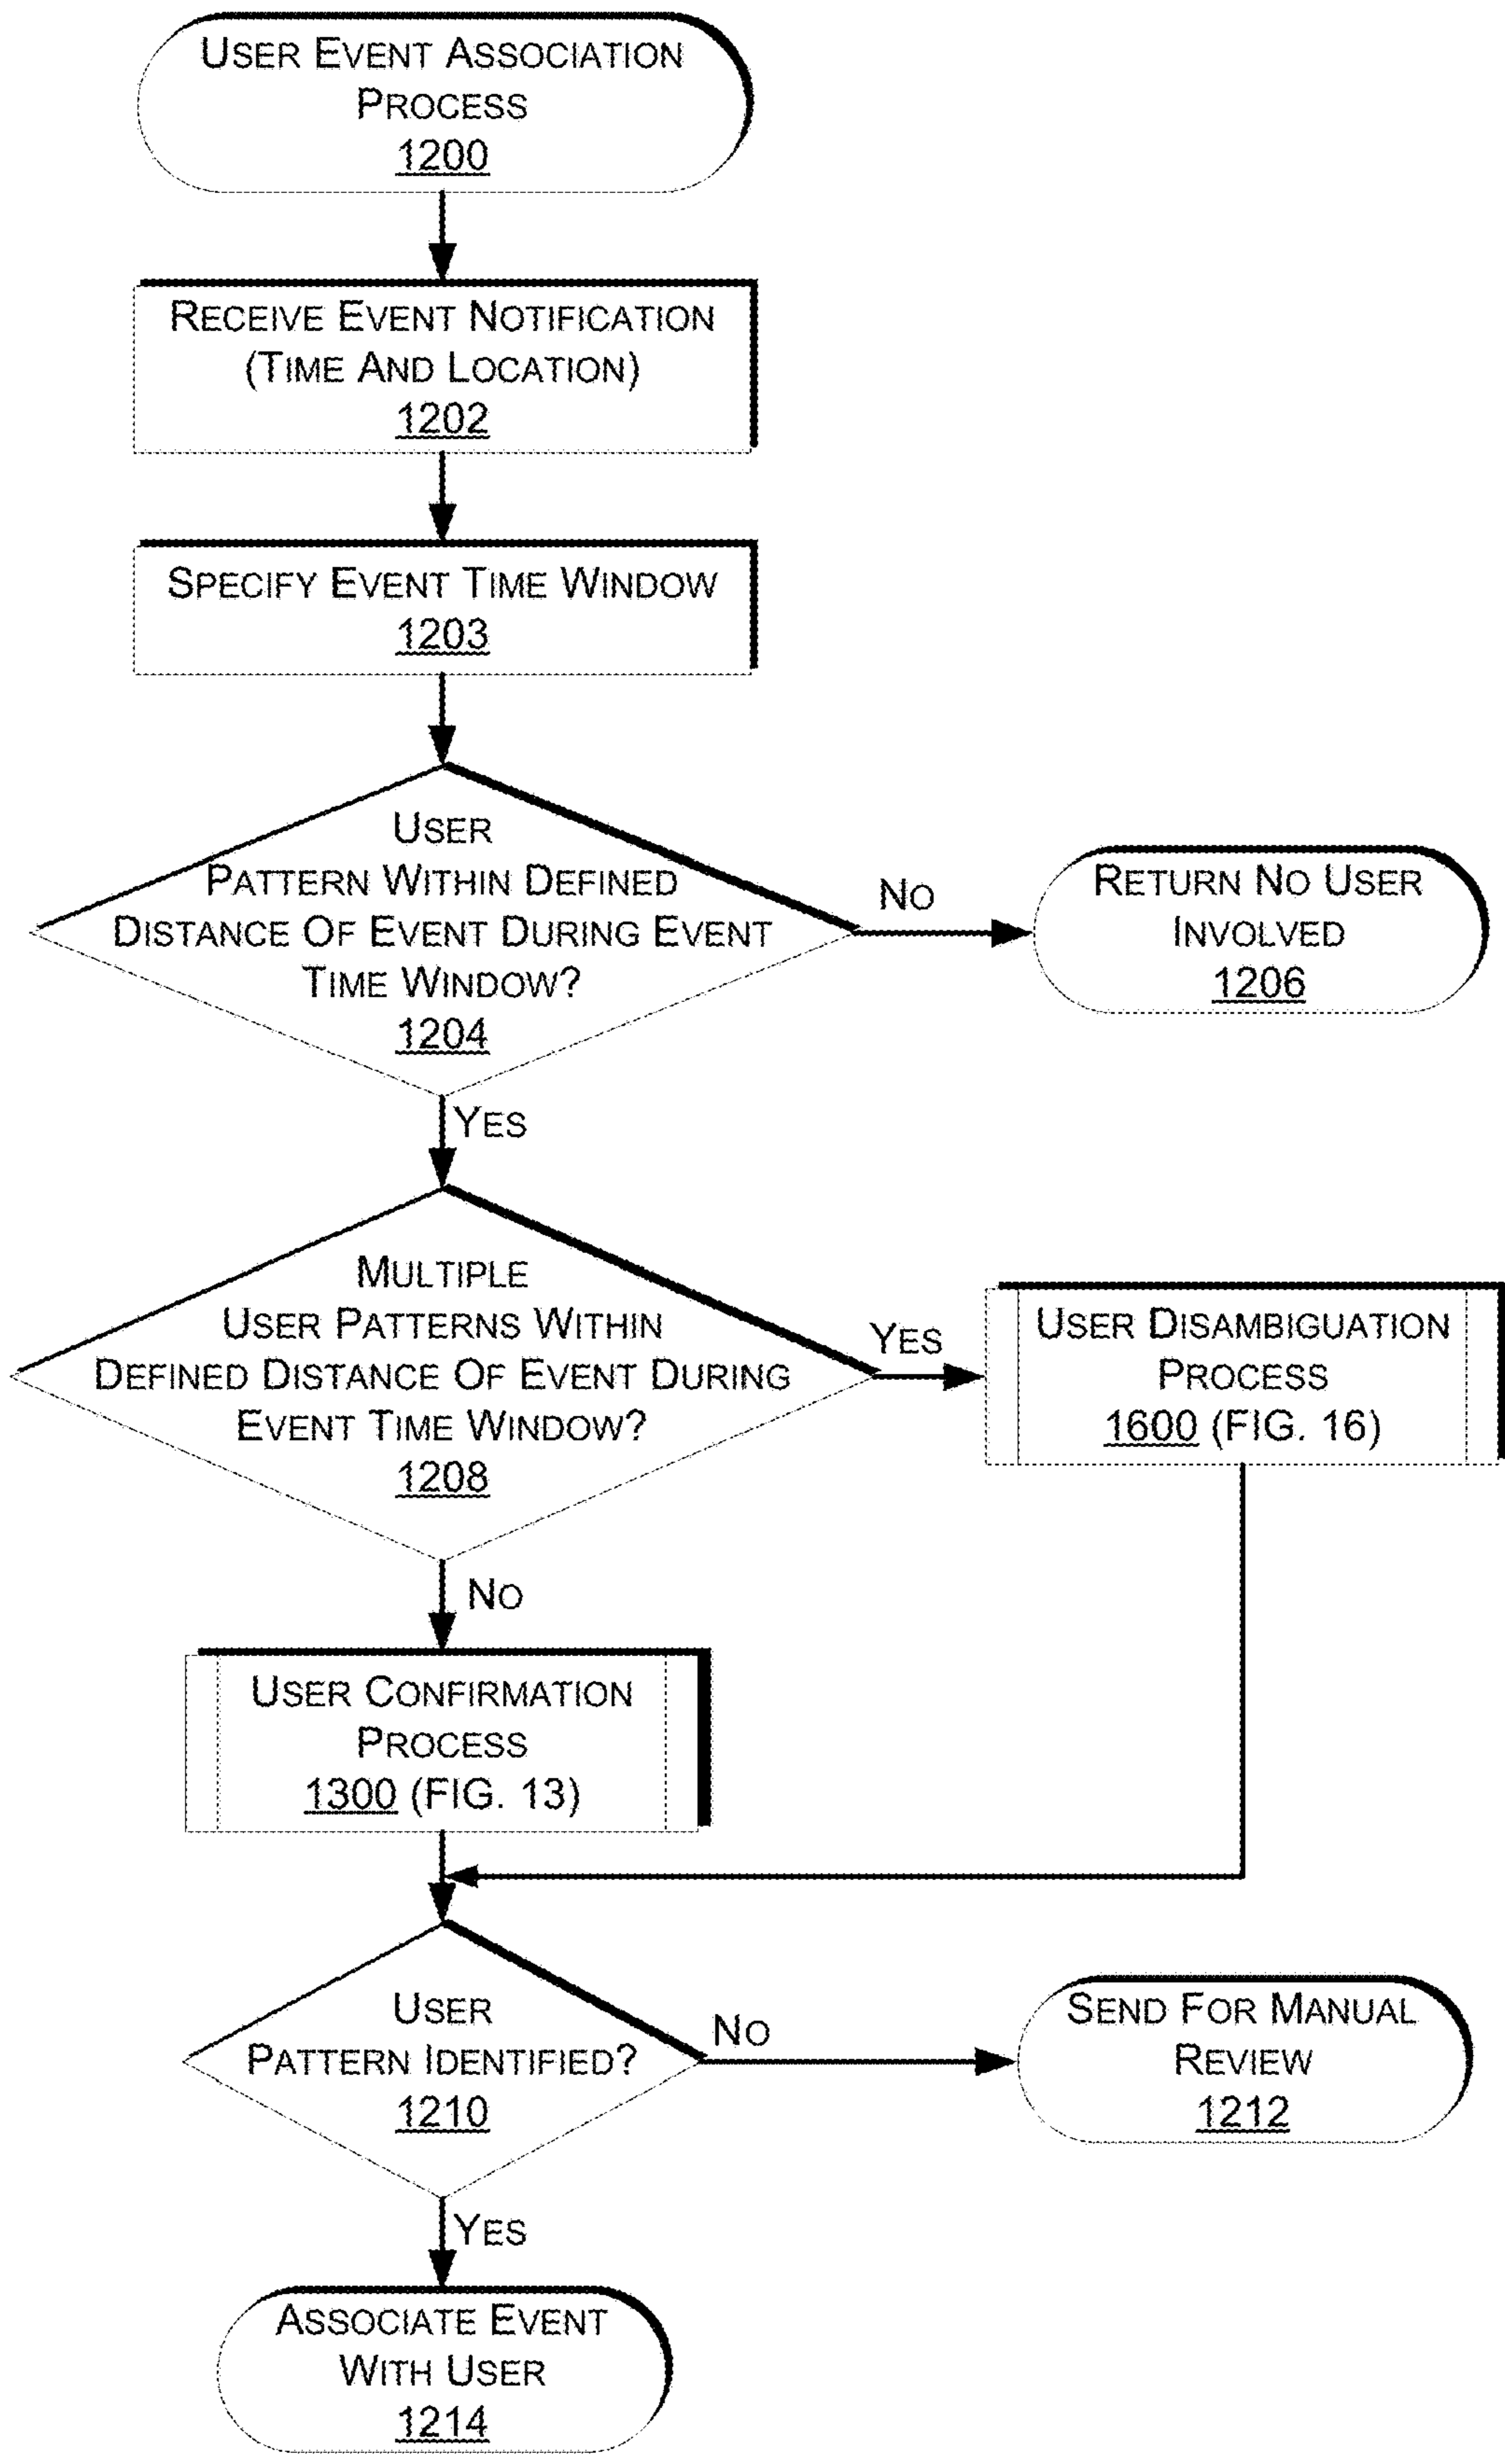 USER EVENT ASSOCIATION
PROCESS
1200
RECEIVE EVENT NOTIFICATION
(TIME AND LOCATION)
1202
SPECIFY EVENT TIME WINDOW
1203
USER
PATTERN WITHIN DEFINED
DISTANCE OF EVENT DURING EVENT
TIME WINDOW?
1204
NO
RETURN NO USER
INVOLVED
1206
YES
MULTIPLE
USER PATTERNS WITHIN
DEFINED DISTANCE OF EVENT DURING
EVENT TIME WINDOW?
1208
YES
USER DISAMBIGUATION
PROCESS
1600 (FIG. 16)
NO
USER CONFIRMATION
PROCESS
1300 (FIG. 13)
USER
PATTERN IDENTIFIED?
1210
NO
SEND FOR MANUAL
REVIEW
1212
YES
ASSOCIATE EVENT
WITH USER
1214